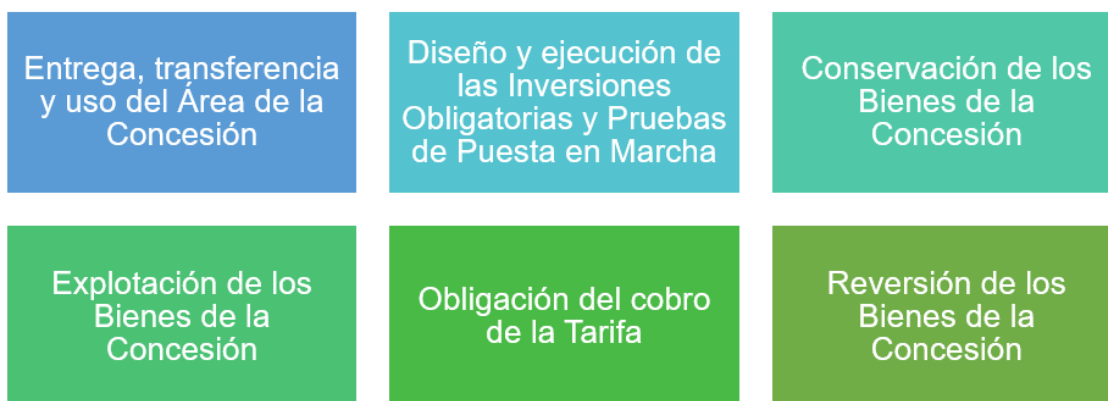 Entrega, transferencia
y uso del Área de la
Concesión
Diseño y ejecución de
las Inversiones
Obligatorias y Pruebas
de Puesta en Marcha
Conservación de los
Bienes de la
Concesión
Explotación de los
Bienes de la
Concesión
Obligación del cobro
de la Tarifa
Reversión de los
Bienes de la
Concesión